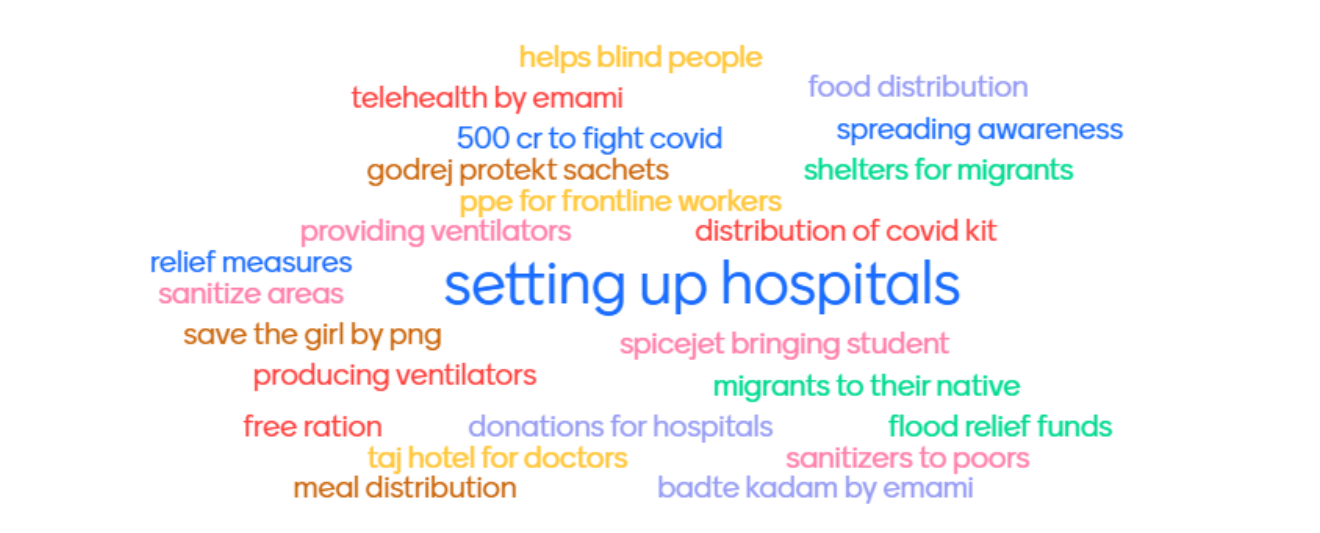 helps blind people
telehealth by emami
food distribution
500 cr to fight covid
spreading awareness
godrej protekt sachets
shelters for migrants
ppe for frontline workers
providing ventilators
distribution of covid kit
relief measures
setting up hospitals
sanitize areas
save the girl by png
spicejet bringing student
producing ventilators
migrants to their native
free ration
donations for hospitals
flood relief funds
taj hotel for doctors
sanitizers to poors
meal distribution
badte kadam by emami